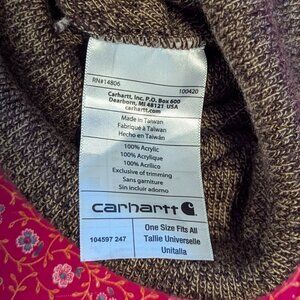 RN#14806 100420
Carhartt, Inc. P.O. Box 600
Dearborn, MI 48121 USA
carhartt.com
Made in Taiwan
Fabriqué à Taiwan
Hecho en Taiwán
100% Acrylic
100% Acrylique
100% Acrílico
Exclusive of trimming
Sans garniture
Sin incluir adorno
carhartt
104597 247
One Size Fits All
Tallie Universelle
Unitalla